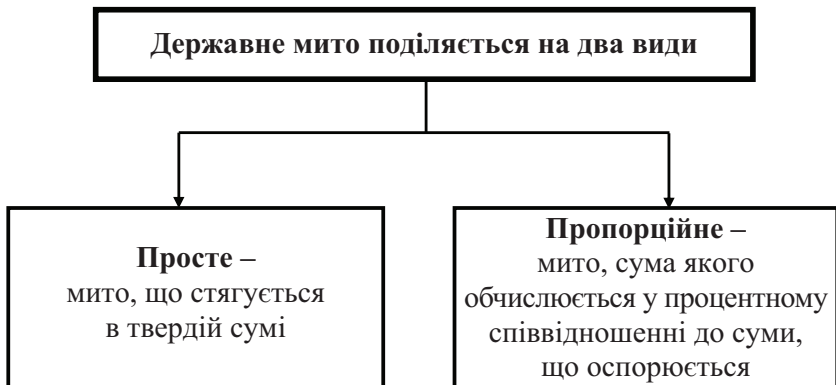 Державне мито поділяється на два види
Просте –
мито, що стягується
в твердій сумі
Пропорційне –
мито, сума якого
обчислюється у процентному
співвідношенні до суми,
що оспорюється